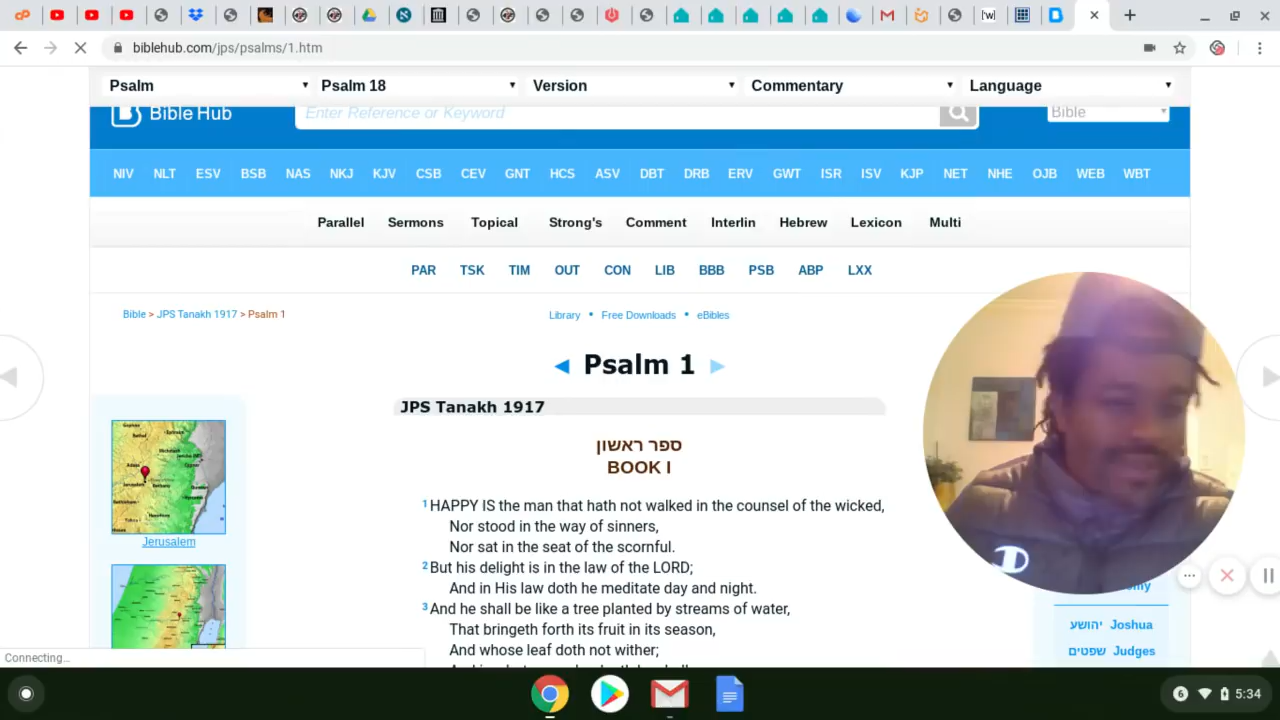 biblehub.com/jps/psalms/1.htm
Psalm
Psalm 18
Version
Commentary
Language
Bible Hub
Enter Reference or Keyword
Bible
NIV NLT ESV BSB NAS NKJ KJV CSB CEV GNT HCS ASV DBT DRB ERV GWT ISR ISV KJP NET NHE OJB WEB WBT
Parallel Sermons Topical Strong's Comment Interlin Hebrew Lexicon Multi
PAR TSK TIM OUT CON LIB BBB PSB ABP LXX
Bible > JPS Tanakh 1917 > Psalm 1
Library • Free Downloads • eBibles
◄ Psalm 1 ►
JPS Tanakh 1917
ספר ראשון
BOOK I
1 HAPPY IS the man that hath not walked in the counsel of the wicked,
Nor stood in the way of sinners,
Nor sat in the seat of the scornful.
2 But his delight is in the law of the LORD;
And in His law doth he meditate day and night.
3 And he shall be like a tree planted by streams of water,
That bringeth forth its fruit in its season,
And whose leaf doth not wither;
Jerusalem
יהושע Joshua
שפטים Judges
Connecting...
6
5:34